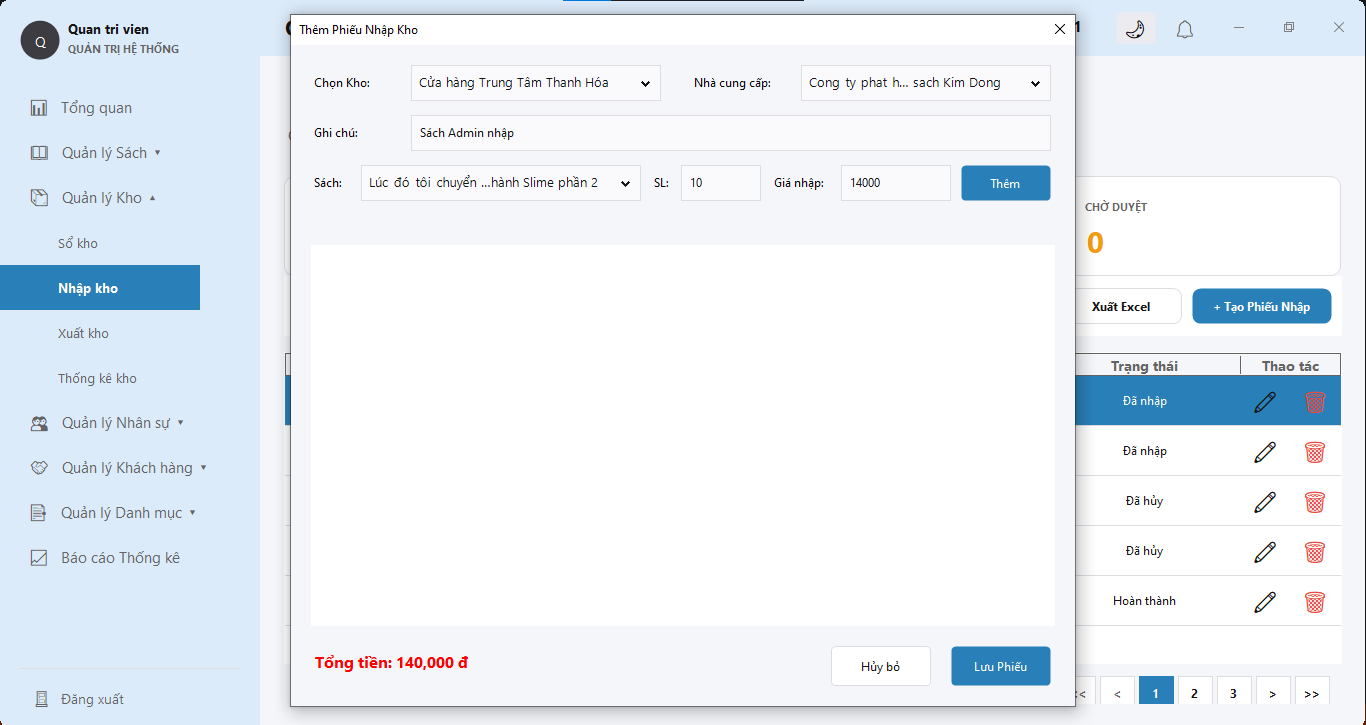 Q
Quan tri vien
QUẢN TRỊ HỆ THỐNG
Tổng quan
Quản lý Sách ▾
Quản lý Kho ▴
Sổ kho
Nhập kho
Xuất kho
Thống kê kho
Quản lý Nhân sự ▾
Quản lý Khách hàng ▾
Quản lý Danh mục ▾
Báo cáo Thống kê
Đăng xuất
Thêm Phiếu Nhập Kho
Chọn Kho: Cửa hàng Trung Tâm Thanh Hóa Nhà cung cấp: Cong ty phat h... sach Kim Dong
Ghi chú: Sách Admin nhập
Sách: Lúc đó tôi chuyển ...hành Slime phần 2 SL: 10 Giá nhập: 14000 Thêm
Tổng tiền: 140,000 đ
Hủy bỏ Lưu Phiếu
1
CHỜ DUYỆT
0
Xuất Excel + Tạo Phiếu Nhập
Trạng thái Thao tác
Đã nhập
Đã nhập
Đã hủy
Đã hủy
Hoàn thành
< 1 2 3 > >>